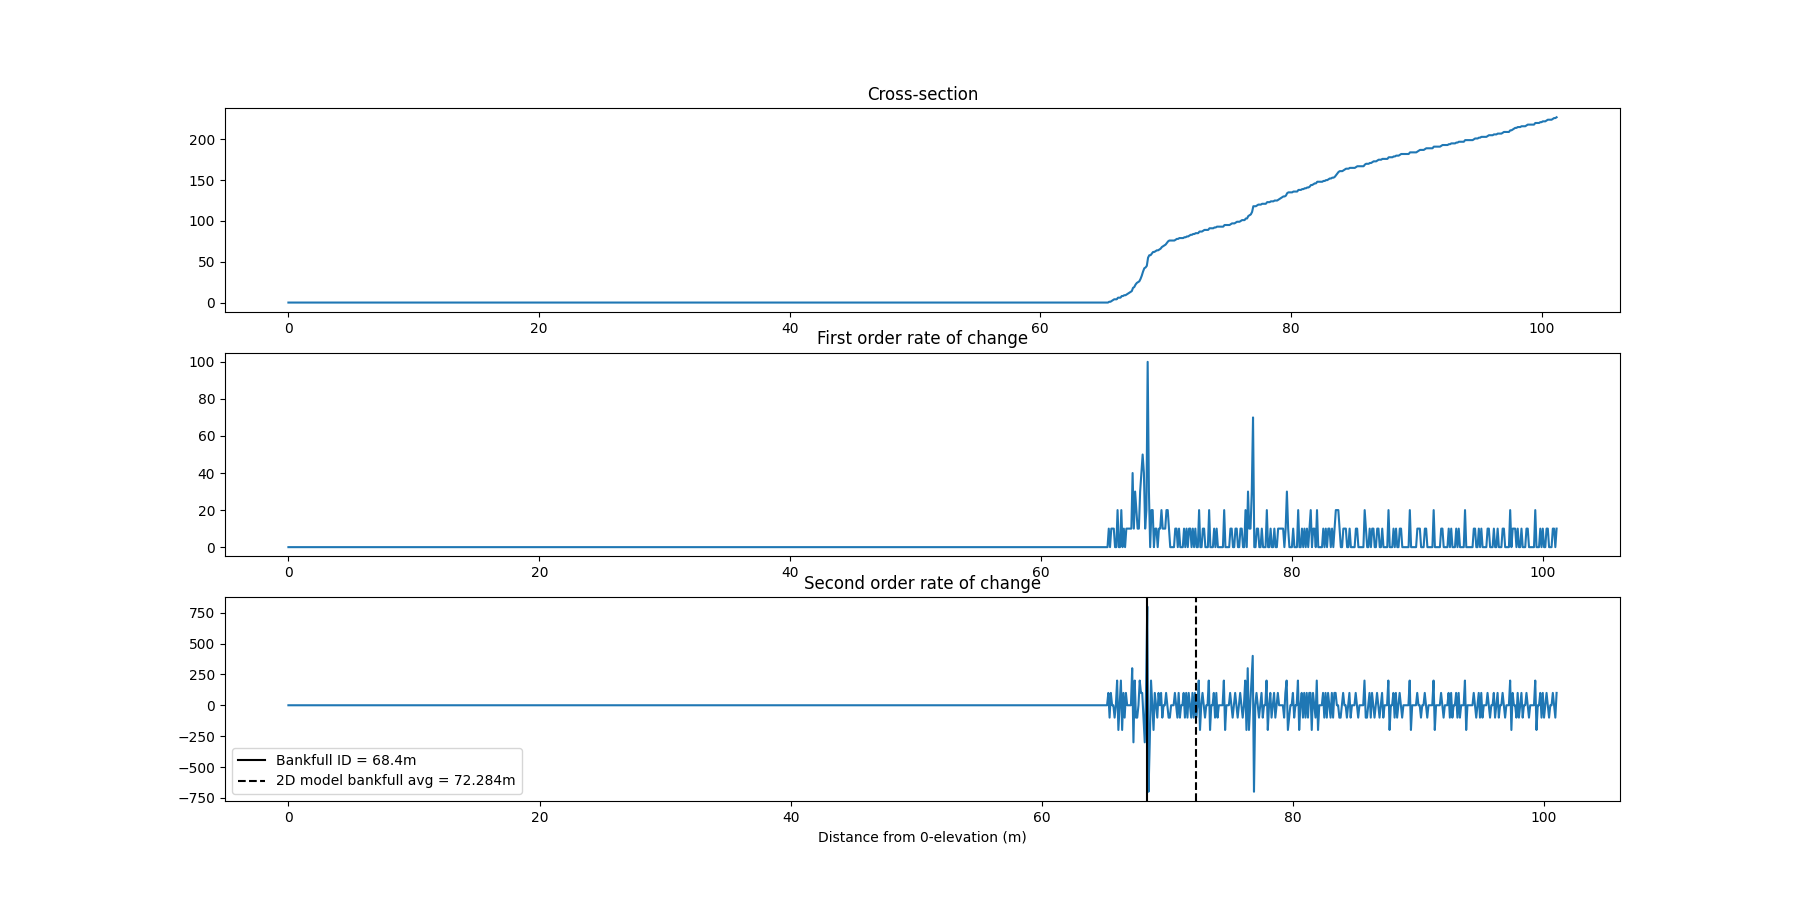 Cross-section
200
150
100
50
0
0 20 40 60 80 100
First order rate of change
100
80
60
40
20
0
0 20 40 60 80 100
Second order rate of change
750
500
250
0
−250
−500
−750
Bankfull ID = 68.4m
2D model bankfull avg = 72.284m
0 20 40 60 80 100
Distance from 0-elevation (m)